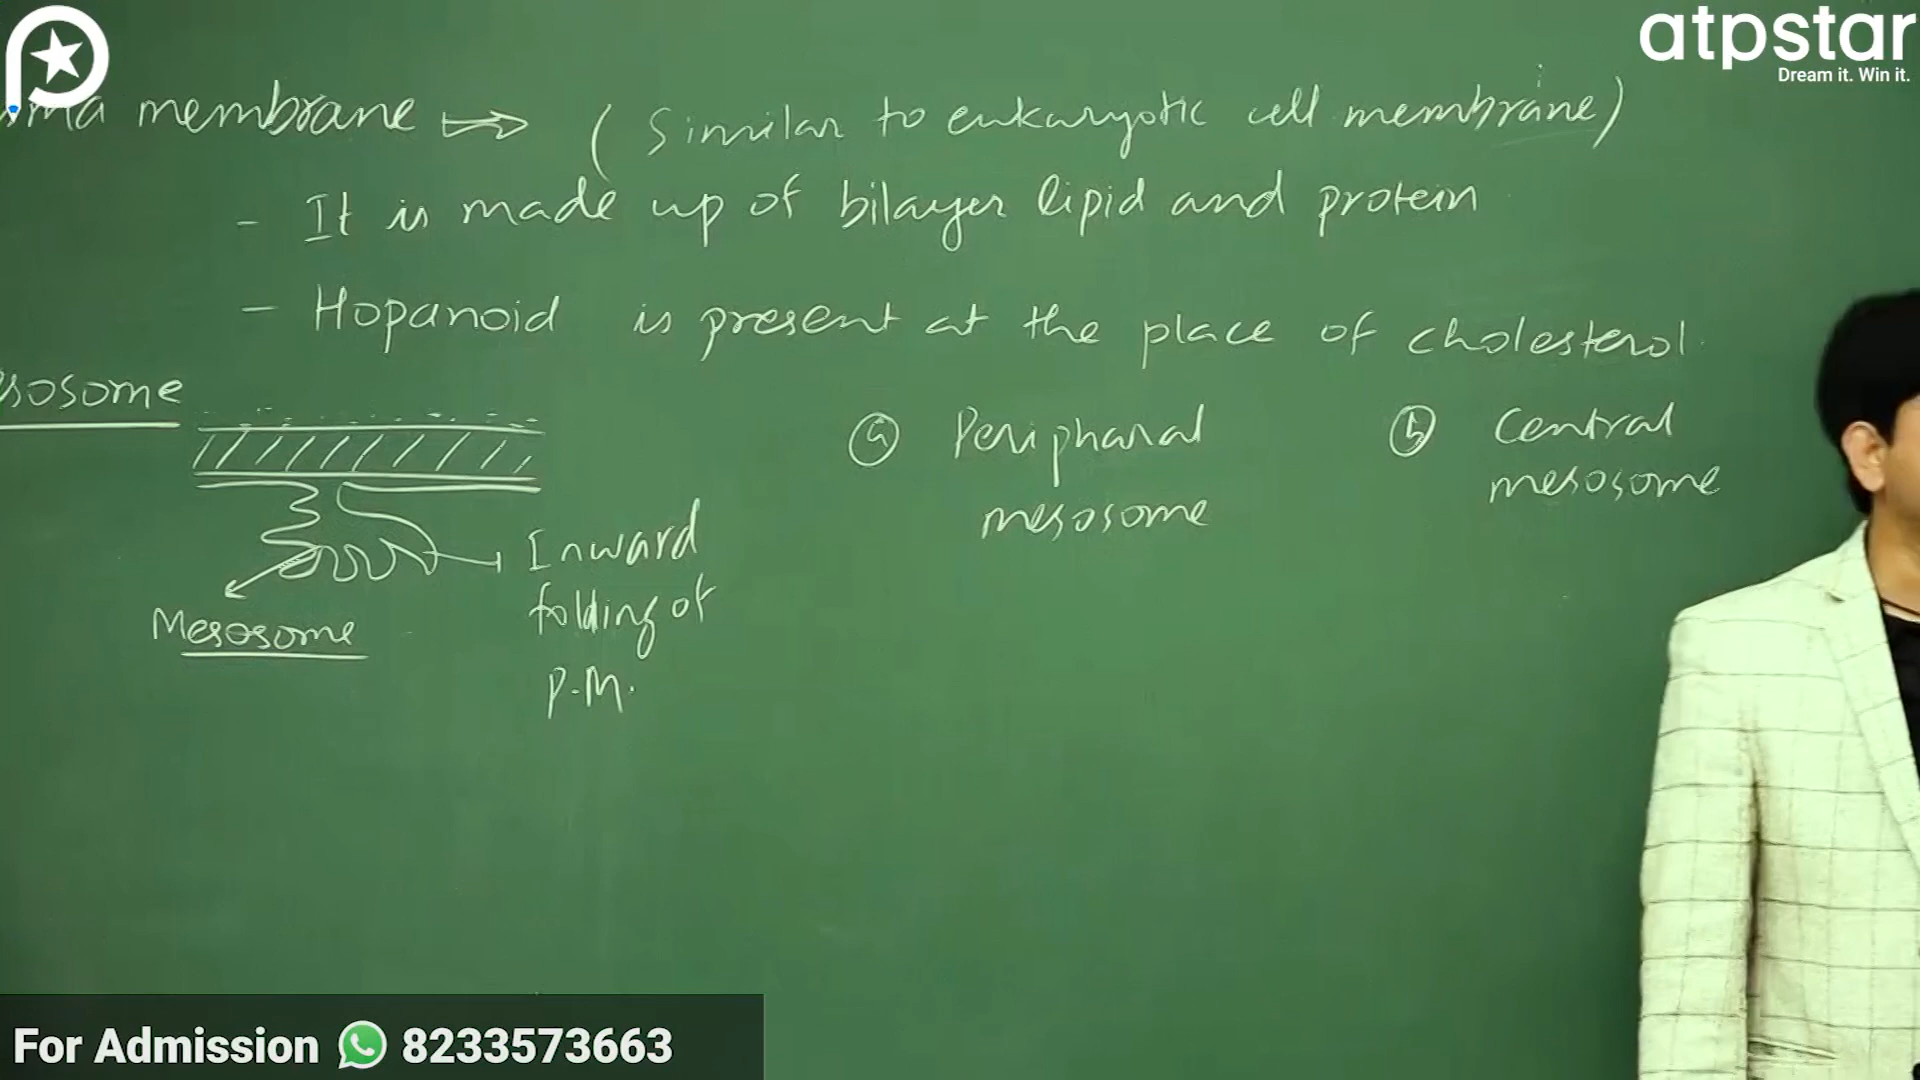 atpstar
Dream it. Win it.
membrane → (Similar to eukaryotic cell membrane)
- It is made up of bilayer lipid and protein
- Hopanoid is present at the place of cholesterol.
sosome
(a) Peripharal
mesosome
(b) Central
mesosome
Inward
folding of
P.M.
Mesosome
For Admission 8233573663